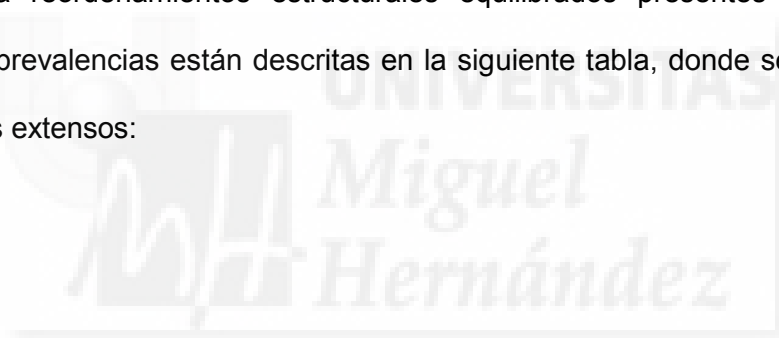 reordenamientos estructurales equilibrados presentes
prevalencias están descritas en la siguiente tabla, donde se
extensos:
UNIVERSITAS
Miguel
Hernández